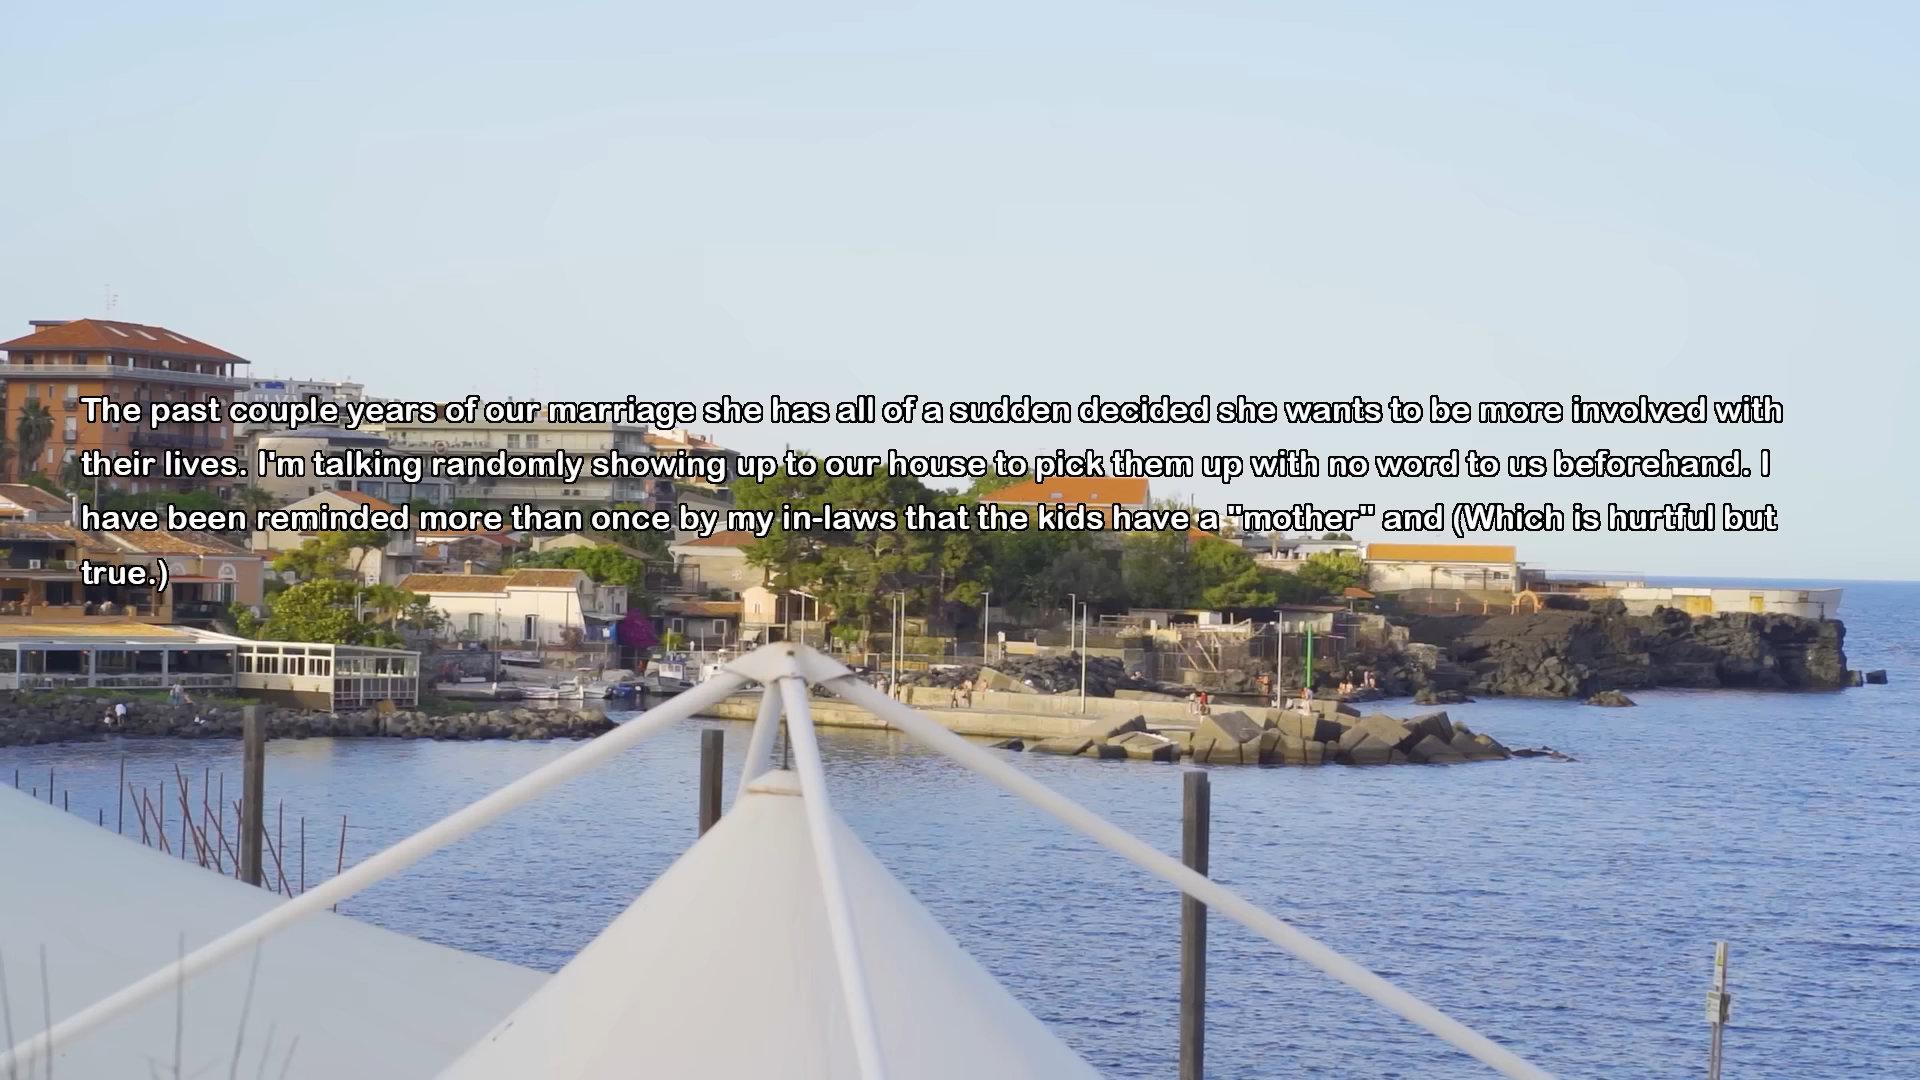 The past couple years of our marriage she has all of a sudden decided she wants to be more involved with
their lives. I'm talking randomly showing up to our house to pick them up with no word to us beforehand. I
have been reminded more than once by my in-laws that the kids have a "mother" and (Which is hurtful but
true.)